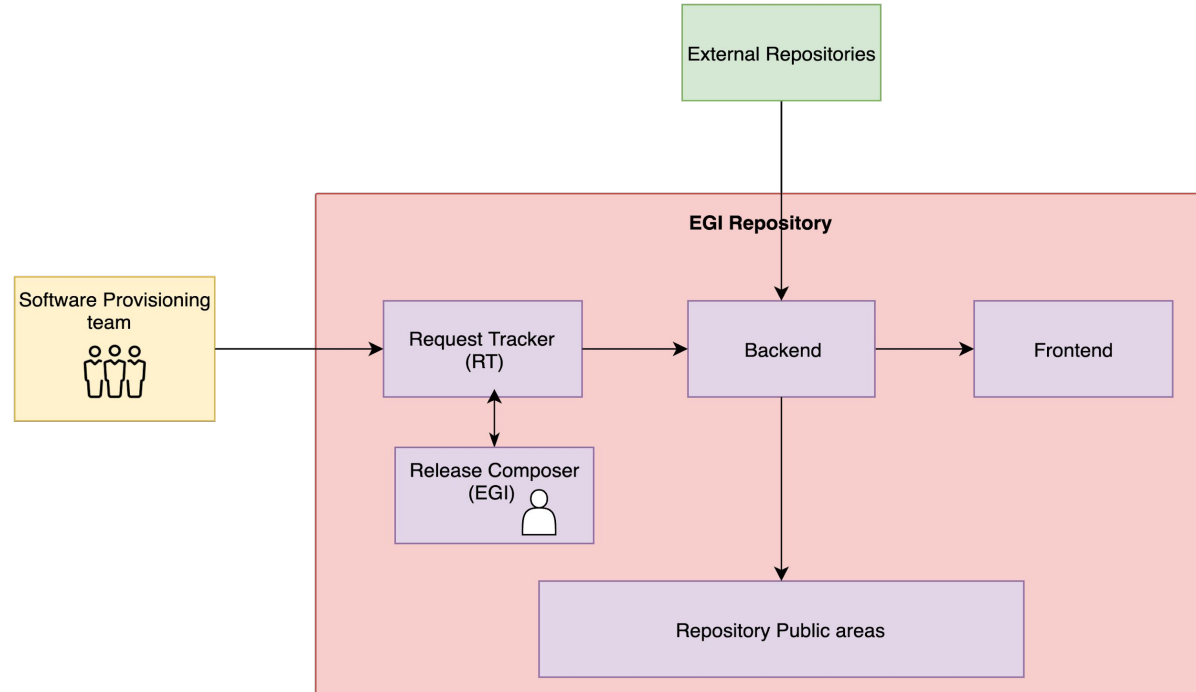 External Repositories
EGI Repository
Software Provisioning
team
Request Tracker
(RT)
Backend
Frontend
Release Composer
(EGI)
Repository Public areas